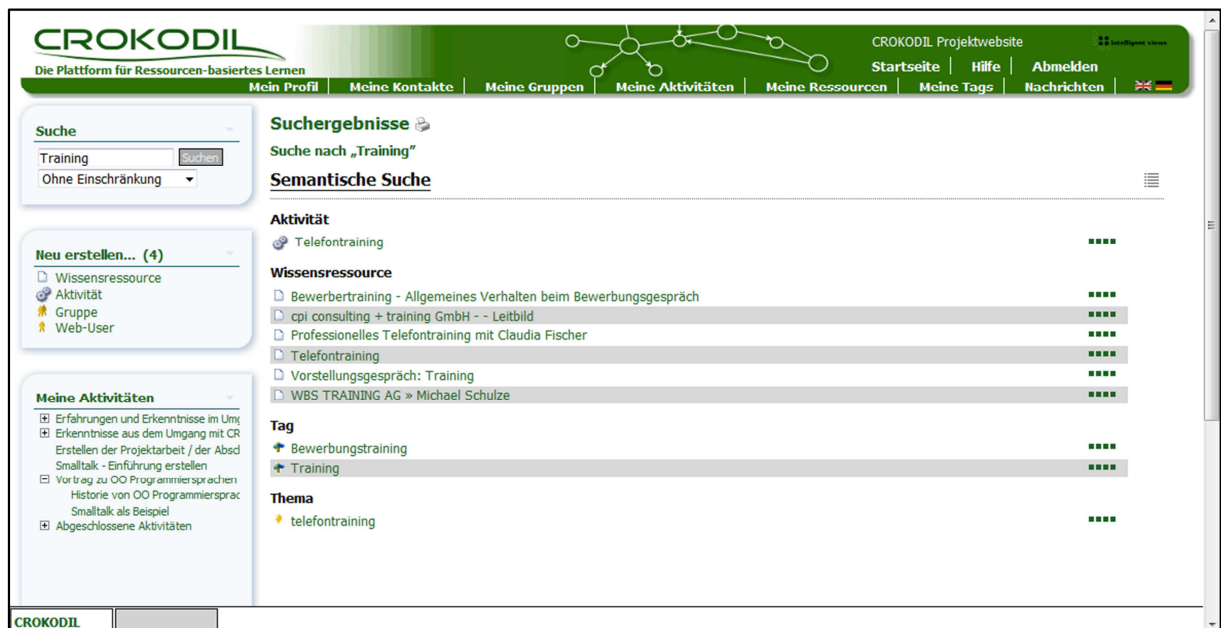 CROKODIL
Die Plattform für Ressourcen-basiertes Lernen
CROKODIL Projektwebsite
intelligent views
Startseite | Hilfe | Abmelden
Mein Profil | Meine Kontakte | Meine Gruppen | Meine Aktivitäten | Meine Ressourcen | Meine Tags | Nachrichten
Suche
Training
Suchen
Ohne Einschränkung
Neu erstellen... (4)
Wissensressource
Aktivität
Gruppe
Web-User
Meine Aktivitäten
Erfahrungen und Erkenntnisse im Umg
Erkenntnisse aus dem Umgang mit CR
Erstellen der Projektarbeit / der Absch
Smalltalk - Einführung erstellen
Vortrag zu OO Programmiersprachen
Historie von OO Programmiersprac
Smalltalk als Beispiel
Abgeschlossene Aktivitäten
Suchergebnisse
Suche nach „Training”
Semantische Suche
Aktivität
Telefontraining
Wissensressource
Bewerbertraining - Allgemeines Verhalten beim Bewerbungsgespräch
cpi consulting + training GmbH - - Leitbild
Professionelles Telefontraining mit Claudia Fischer
Telefontraining
Vorstellungsgespräch: Training
WBS TRAINING AG » Michael Schulze
Tag
Bewerbungstraining
Training
Thema
telefontraining
CROKODIL